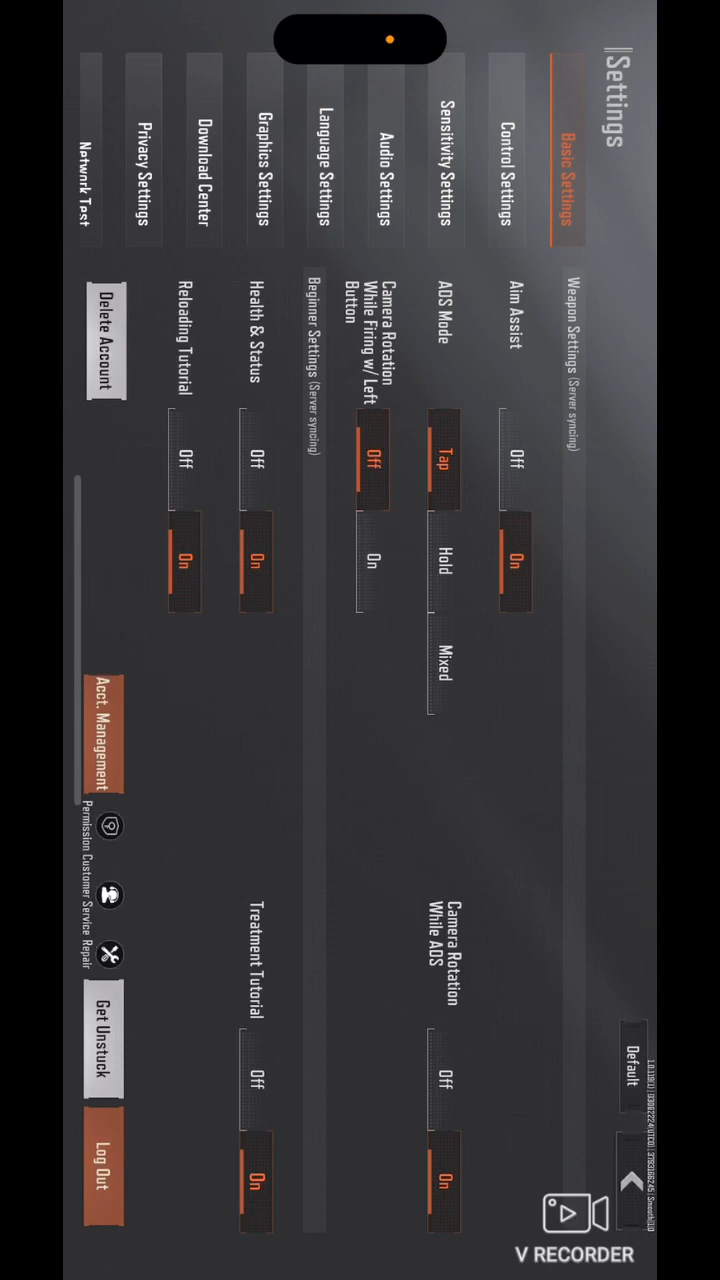 Settings
Default
Basic Settings
Control Settings
Sensitivity Settings
Audio Settings
Language Settings
Graphics Settings
Download Center
Privacy Settings
Network Test
Weapon Settings (Server syncing)
Aim Assist
Off
On
ADS Mode
Tap
Hold
Mixed
Camera Rotation
While ADS
Off
On
Camera Rotation
While Firing w/ Left
Button
Off
On
Beginner Settings (Server syncing)
Health & Status
Off
On
Treatment Tutorial
Off
On
Reloading Tutorial
Off
On
Delete Account
Acct. Management
Permission Customer Service Repair
Get Unstuck
Log Out
V RECORDER